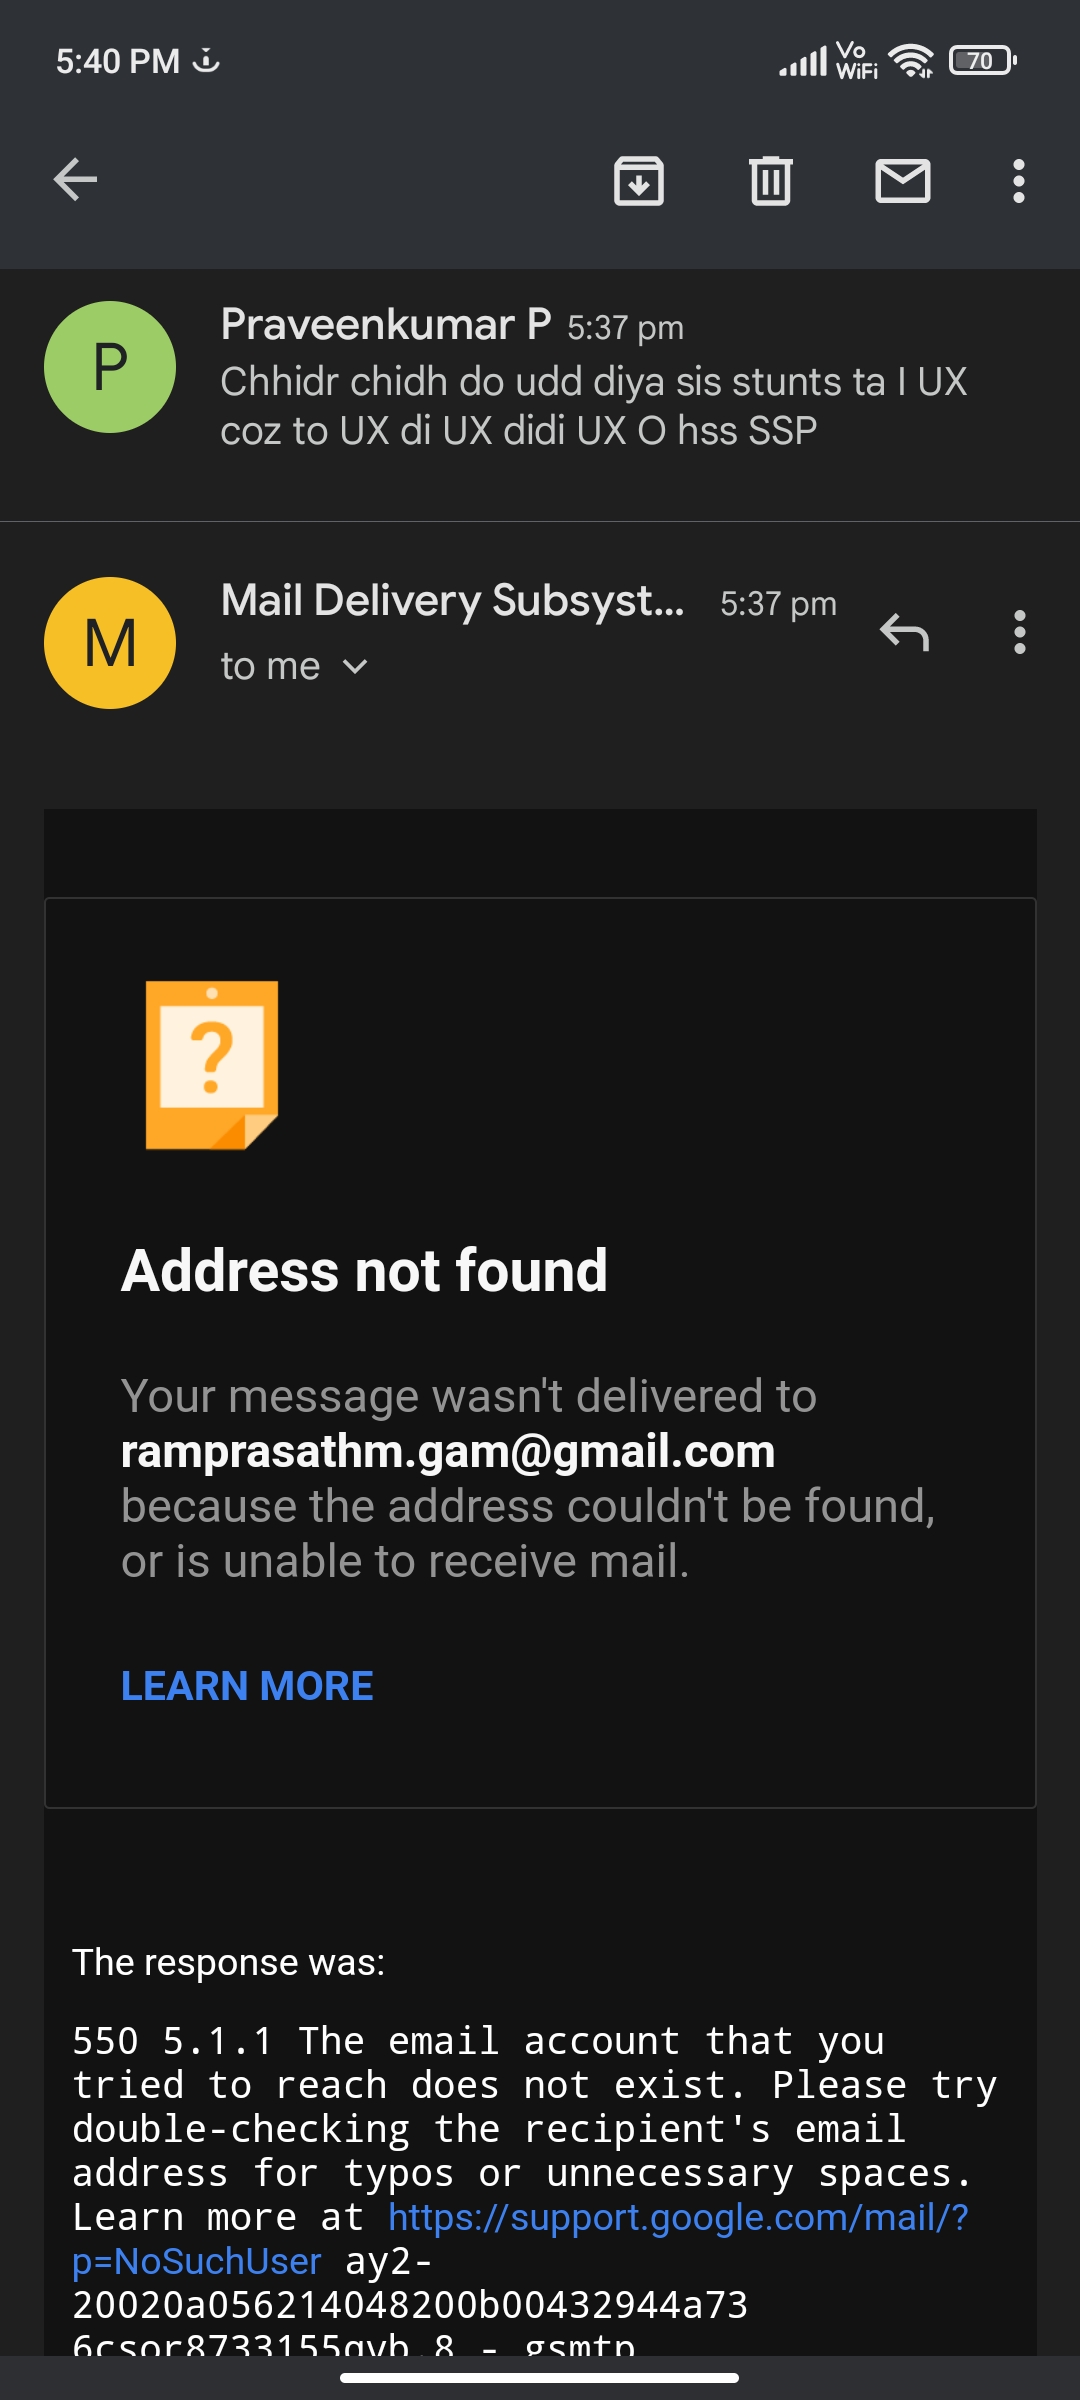 5:40 PM
Vo
WiFi
70
P
Praveenkumar P 5:37 pm
Chhidr chidh do udd diya sis stunts ta I UX
coz to UX di UX didi UX O hss SSP
M
Mail Delivery Subsyst... 5:37 pm
to me
?
Address not found
Your message wasn't delivered to
ramprasathm.gam@gmail.com
because the address couldn't be found,
or is unable to receive mail.
LEARN MORE
The response was:
550 5.1.1 The email account that you
tried to reach does not exist. Please try
double-checking the recipient's email
address for typos or unnecessary spaces.
Learn more at https://support.google.com/mail/?
p=NoSuchUser ay2-
20020a056214048200b00432944a73
6csor8733155qvb.8 - gsmtp